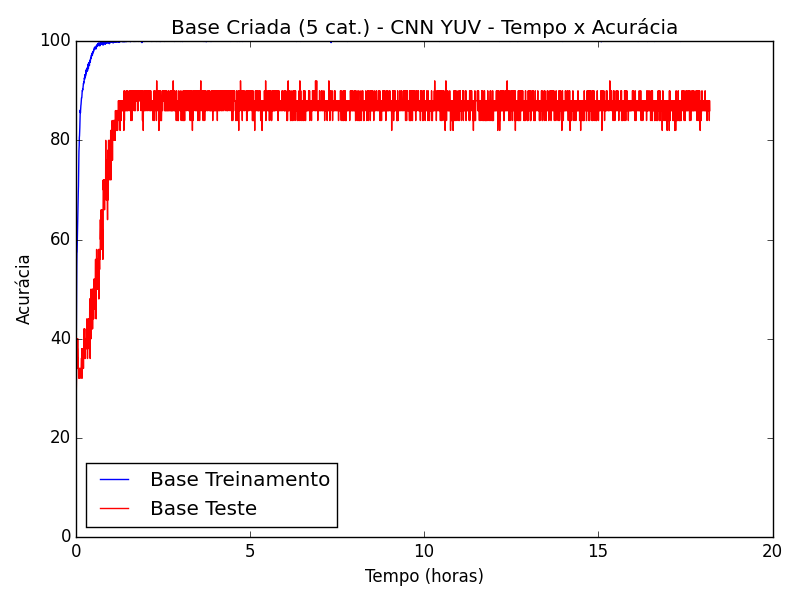 Base Criada (5 cat.) - CNN YUV - Tempo x Acurácia
100
80
60
40
20
0
Acurácia
Base Treinamento
Base Teste
0 5 10 15 20
Tempo (horas)